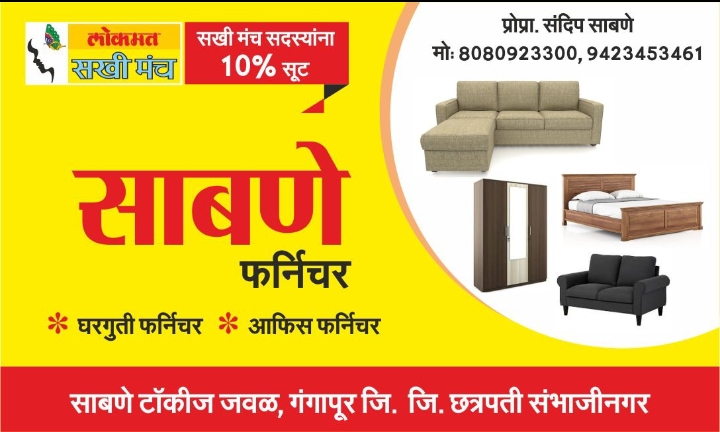 लोकमत
सखी मंच
सखी मंच सदस्यांना
10% सूट
प्रोप्रा. संदिप साबणे
मो: 8080923300, 9423453461
साबणे
फर्निचर
* घरगुती फर्निचर * आफिस फर्निचर
साबणे टॉकीज जवळ, गंगापूर जि. जि. छत्रपती संभाजीनगर